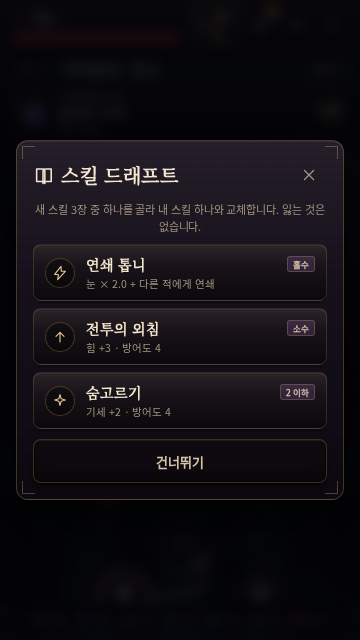 스킬 드래프트
새 스킬 3장 중 하나를 골라 내 스킬 하나와 교체합니다. 잃는 것은
없습니다.
연쇄 톱니
홀수
눈 × 2.0 + 다른 적에게 연쇄
전투의 외침
소수
힘 +3 · 방어도 4
숨고르기
2 이하
기세 +2 · 방어도 4
건너뛰기